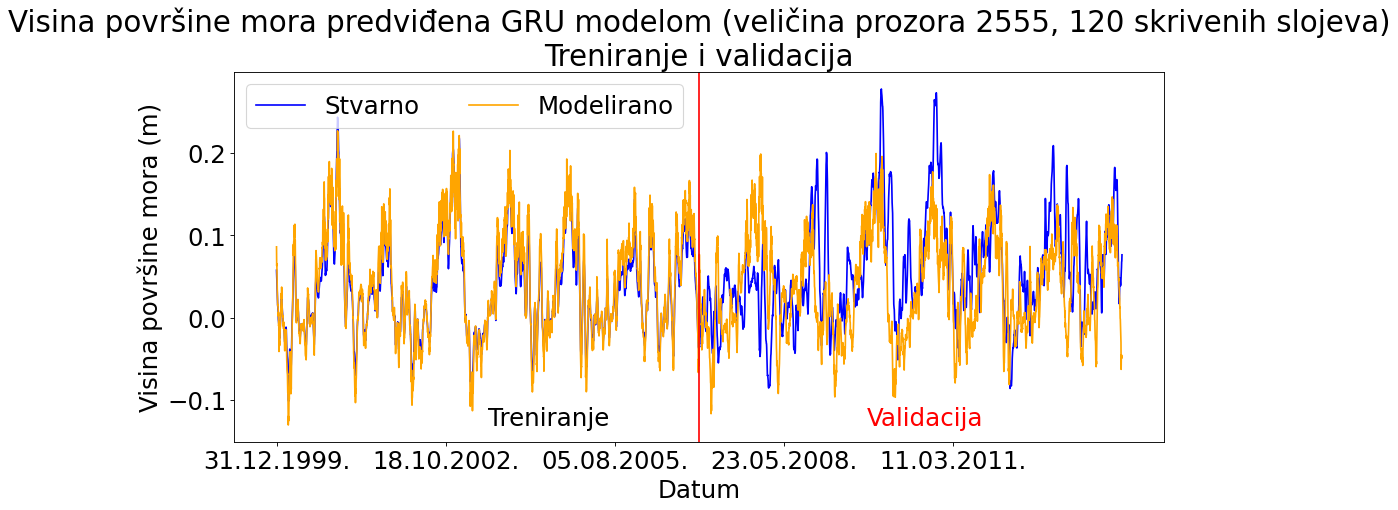 Visina površine mora predviđena GRU modelom (veličina prozora 2555, 120 skrivenih slojeva)
Treniranje i validacija
Stvarno
Modelirano
Visina površine mora (m)
0.2
0.1
0.0
−0.1
Treniranje
Validacija
31.12.1999.
18.10.2002.
05.08.2005.
23.05.2008.
11.03.2011.
Datum